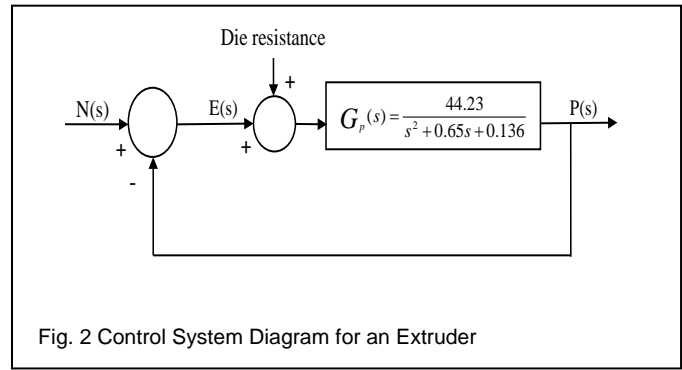 Die resistance
+
N(s)
E(s)
P(s)
+
+
-
G_p(s) = 44.23 / s^2 + 0.65s + 0.136
Fig. 2 Control System Diagram for an Extruder